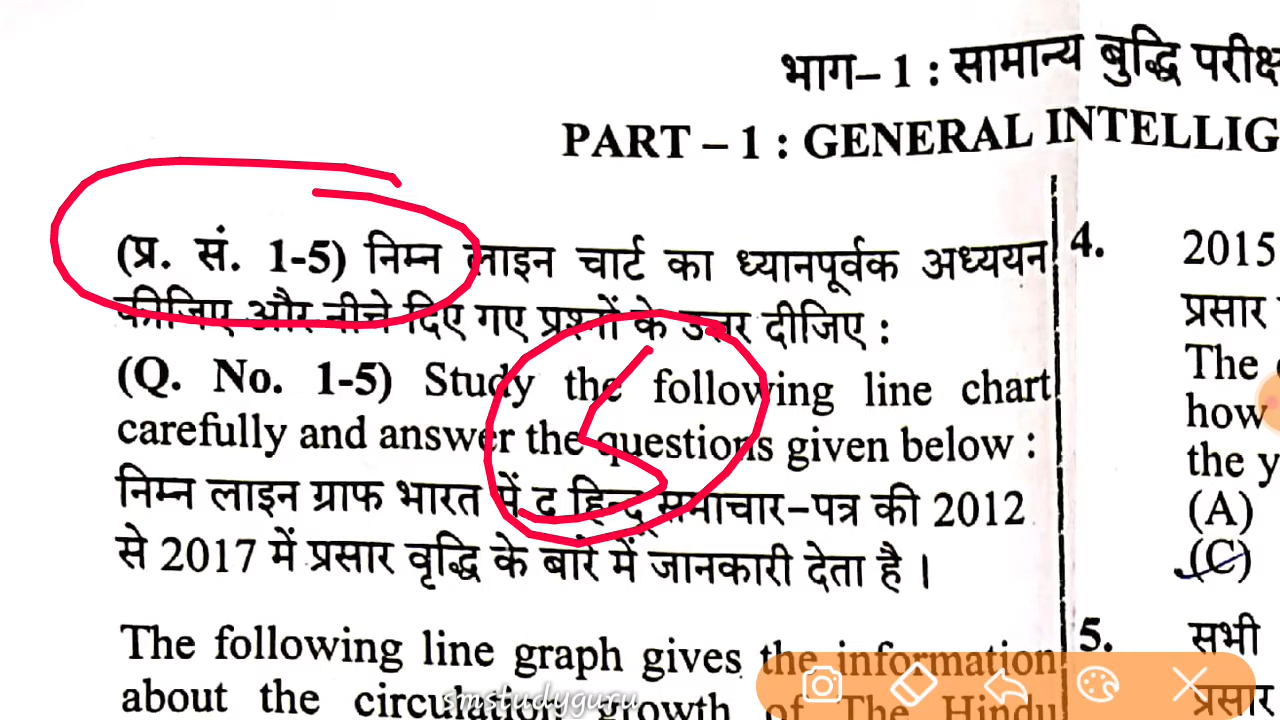 भाग– 1 : सामान्य बुद्धि
PART – 1 : GENERAL
(प्र. सं. 1-5) निम्न लाइन चार्ट का ध्यानपूर्वक अध्ययन
कीजिए और नीचे दिए गए प्रश्नों के उत्तर दीजिए :
(Q. No. 1-5) Study the following line chart
carefully and answer the questions given below :
निम्न लाइन ग्राफ भारत में द हिन्दू समाचार–पत्र की 2012
से 2017 में प्रसार वृद्धि के बारे में जानकारी देता है ।
The following line graph gives the information
about the circulation growth of The Hindu
4. 2015
प्रसार
The
how
the
(A)
(C)
5. सभी
प्रसार
smstudyguru